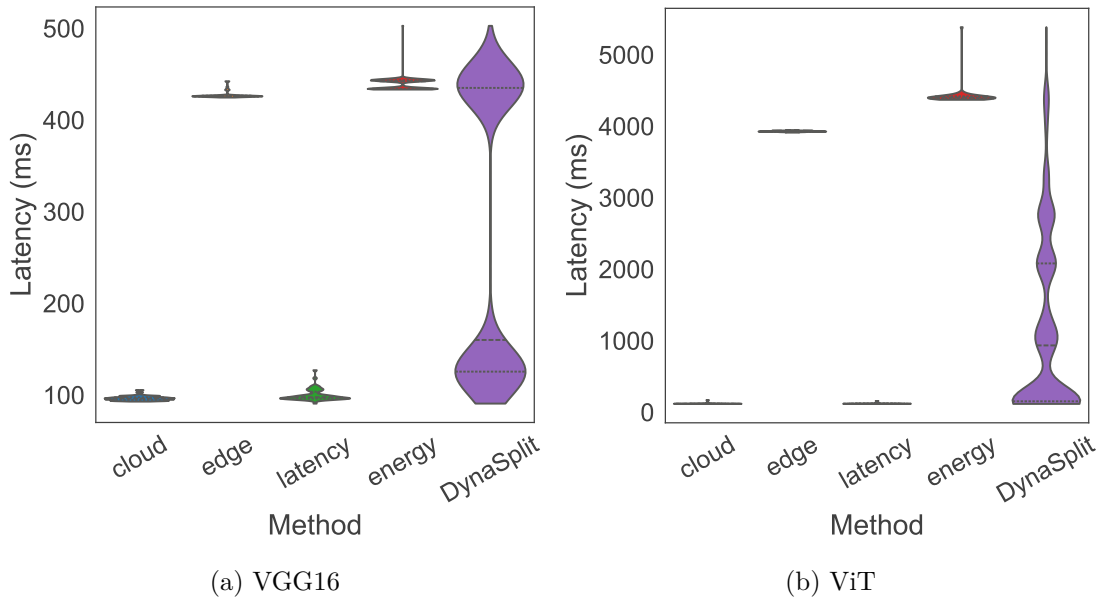 500
400
300
200
100
Latency (ms)
cloud
edge
latency
energy
DynaSplit
Method
(a) VGG16
5000
4000
3000
2000
1000
0
Latency (ms)
cloud
edge
latency
energy
DynaSplit
Method
(b) ViT